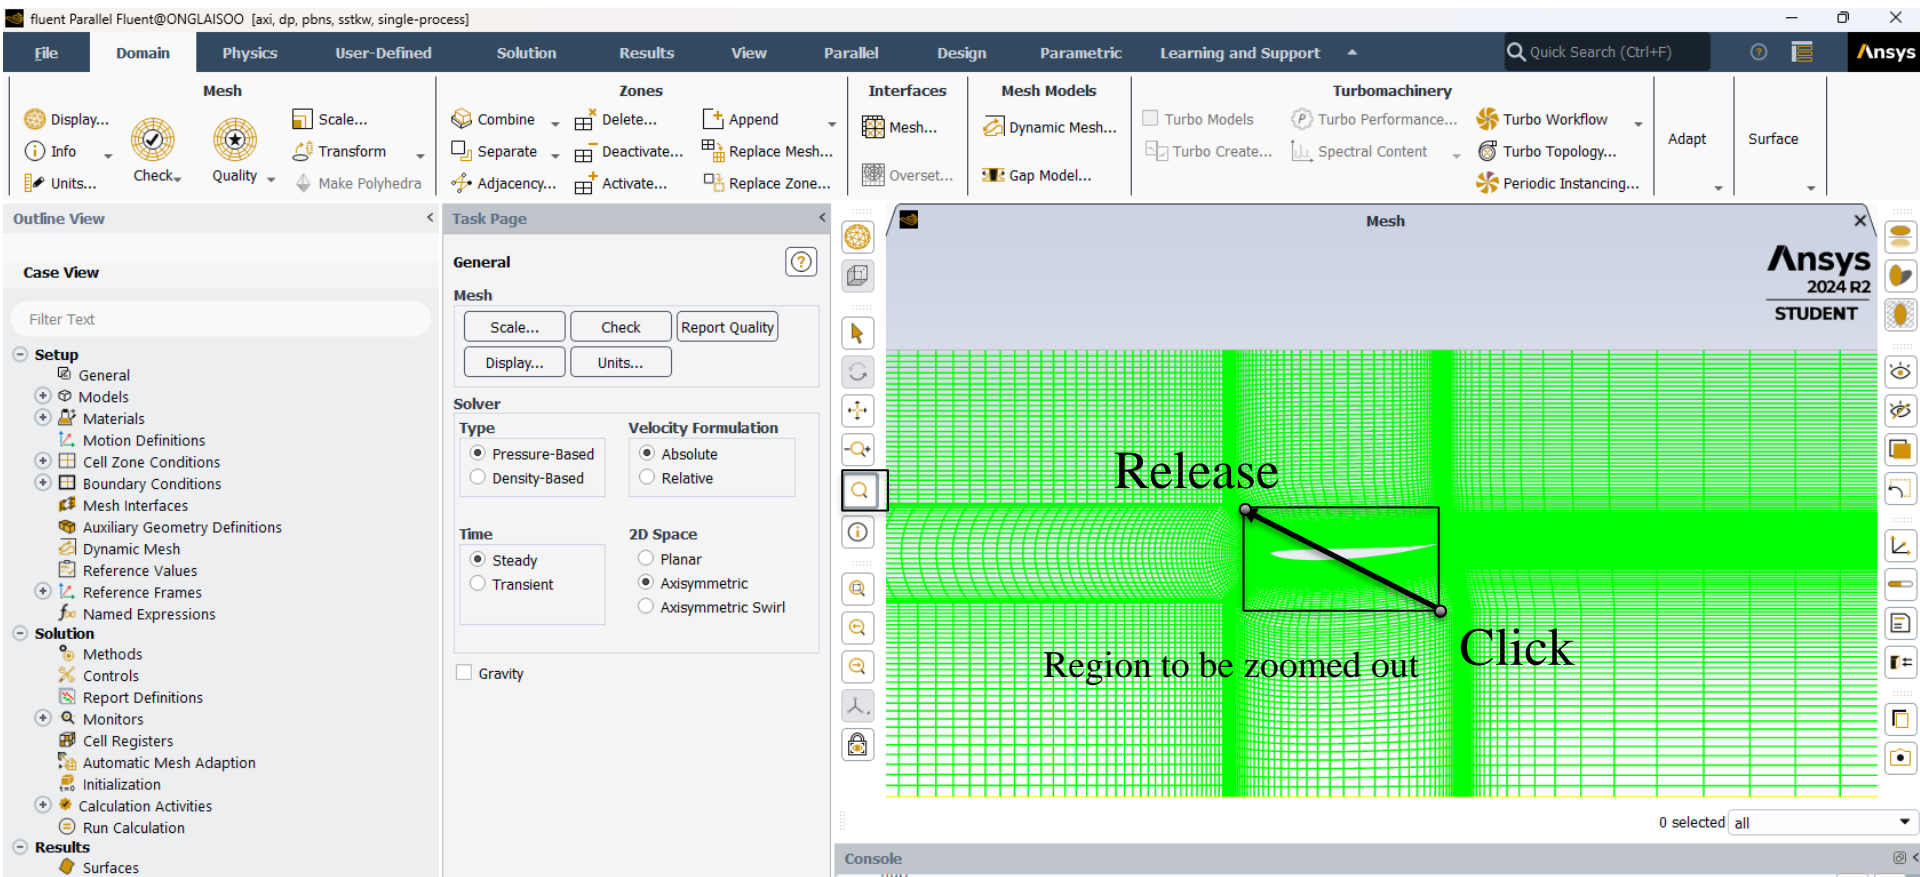 fluent Parallel Fluent@ONGLAISOO [axi, dp, pbns, sstkw, single-process]
File Domain Physics User-Defined Solution Results View Parallel Design Parametric Learning and Support Quick Search (Ctrl+F) Ansys
Mesh
Display...
Info
Units...
Check
Quality
Scale...
Transform
Make Polyhedra
Zones
Combine
Separate
Adjacency...
Delete...
Deactivate...
Activate...
Append
Replace Mesh...
Replace Zone...
Interfaces
Mesh...
Overset...
Mesh Models
Dynamic Mesh...
Gap Model...
Turbomachinery
Turbo Models
Turbo Create...
Turbo Performance...
Spectral Content
Turbo Workflow
Turbo Topology...
Periodic Instancing...
Adapt
Surface
Outline View
Case View
Filter Text
Setup
General
Models
Materials
Motion Definitions
Cell Zone Conditions
Boundary Conditions
Mesh Interfaces
Auxiliary Geometry Definitions
Dynamic Mesh
Reference Values
Reference Frames
Named Expressions
Solution
Methods
Controls
Report Definitions
Monitors
Cell Registers
Automatic Mesh Adaption
Initialization
Calculation Activities
Run Calculation
Results
Surfaces
Task Page
General
Mesh
Scale... Check Report Quality
Display... Units...
Solver
Type
Pressure-Based
Density-Based
Velocity Formulation
Absolute
Relative
Time
Steady
Transient
2D Space
Planar
Axisymmetric
Axisymmetric Swirl
Gravity
Mesh
Ansys
2024 R2
STUDENT
Release
Click
Region to be zoomed out
0 selected all
Console